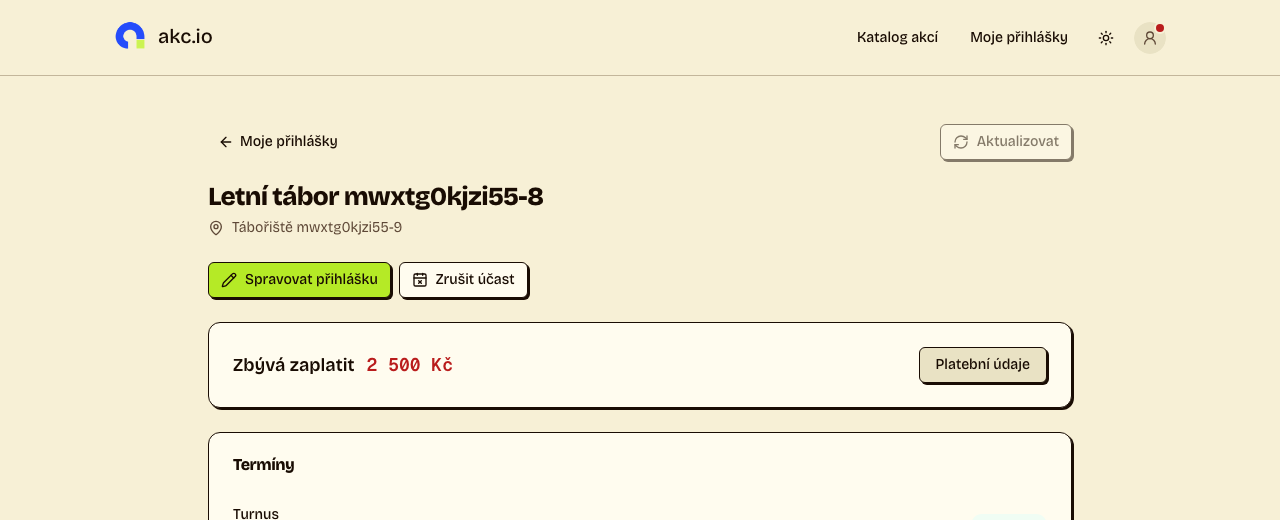 akc.io
Katalog akcí
Moje přihlášky
Moje přihlášky
Aktualizovat
Letní tábor mwxtg0kjzi55-8
Tábořiště mwxtg0kjzi55-9
Spravovat přihlášku
Zrušit účast
Zbývá zaplatit 2 500 Kč
Platební údaje
Termíny
Turnus